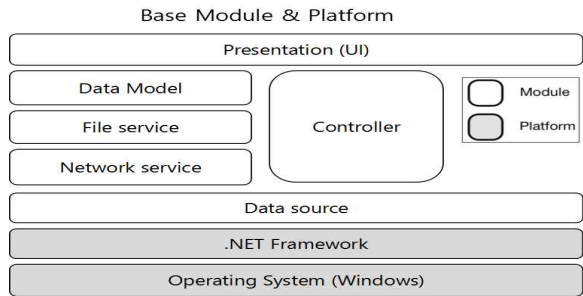 Base Module & Platform
Presentation (UI)
Data Model
File service
Network service
Controller
Module
Platform
Data source
.NET Framework
Operating System (Windows)